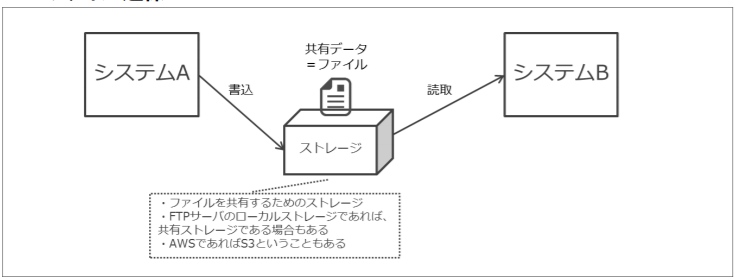 システムA
共有データ
=ファイル
システムB
書込
読取
ストレージ
・ファイルを共有するためのストレージ
・FTPサーバのローカルストレージであれば、
共有ストレージである場合もある
・AWSであればS3ということもある